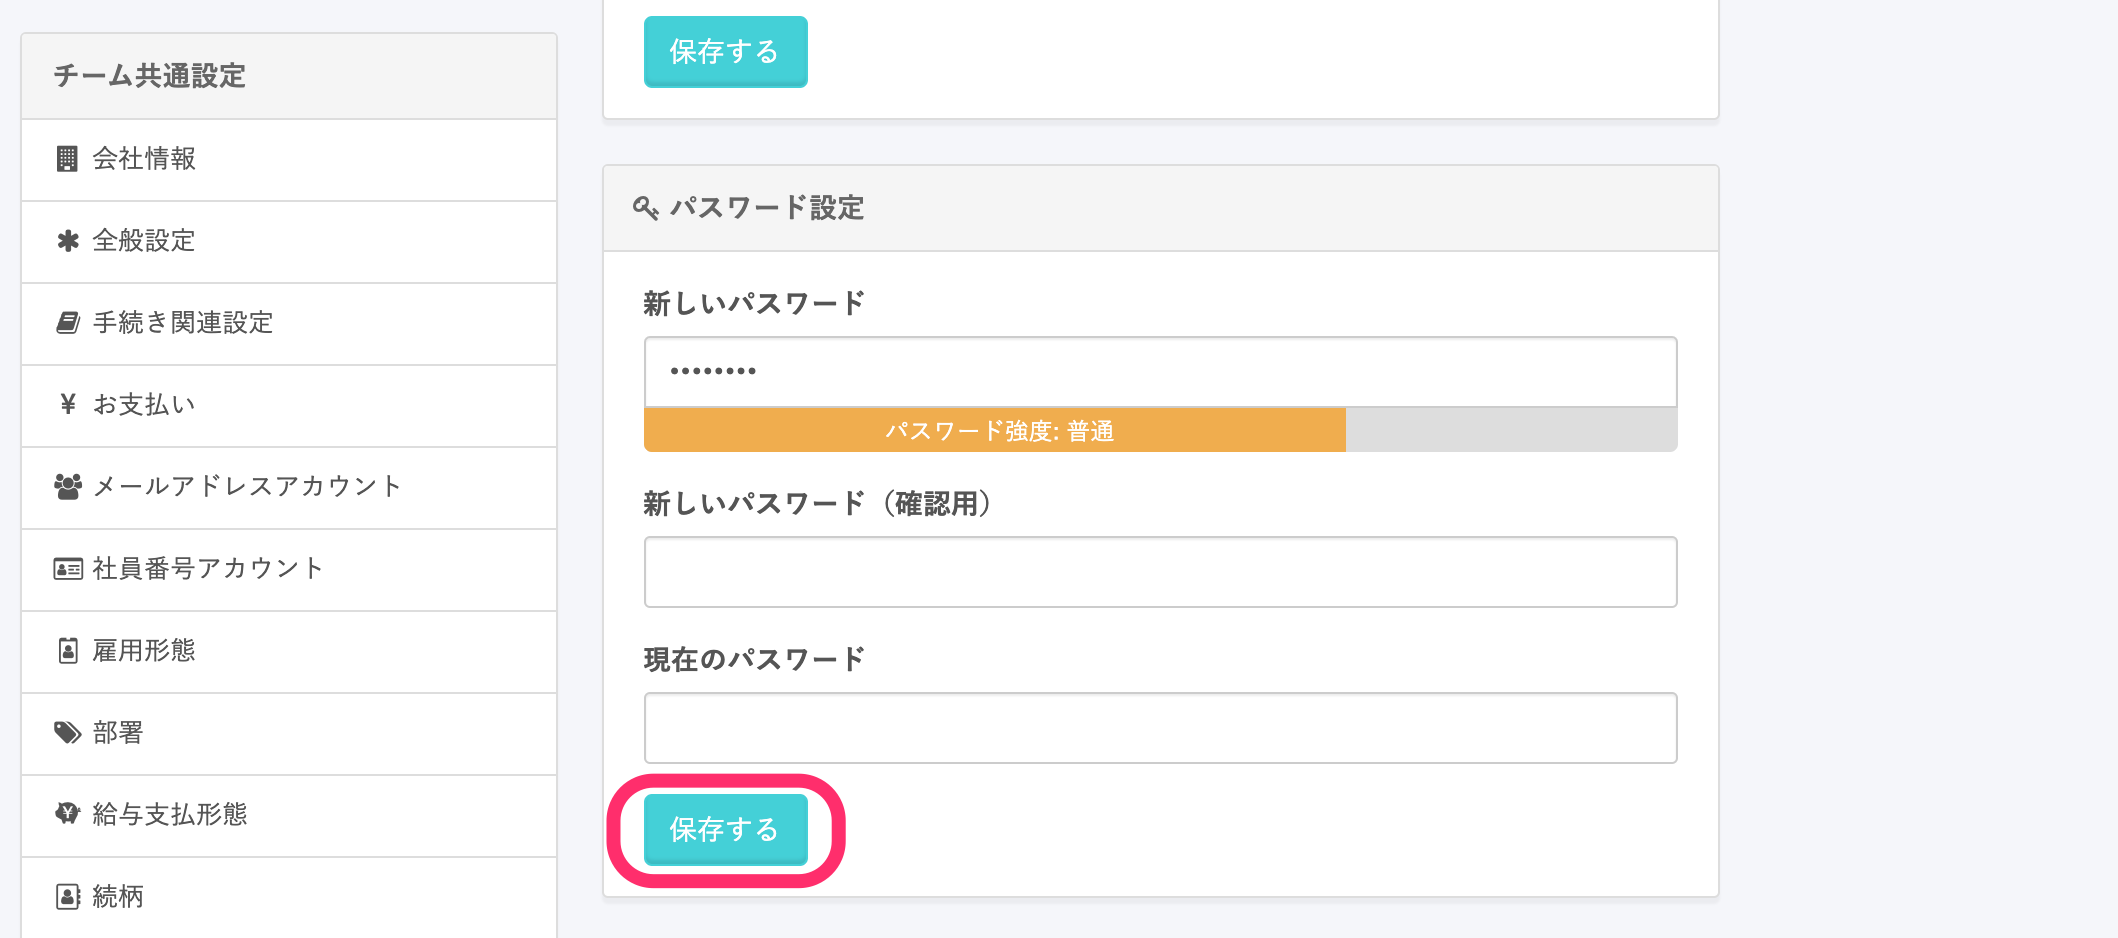 チーム共通設定
会社情報
全般設定
手続き関連設定
お支払い
メールアドレスアカウント
社員番号アカウント
雇用形態
部署
給与支払形態
続柄
保存する
パスワード設定
新しいパスワード
••••••••
パスワード強度: 普通
新しいパスワード（確認用）
現在のパスワード
保存する